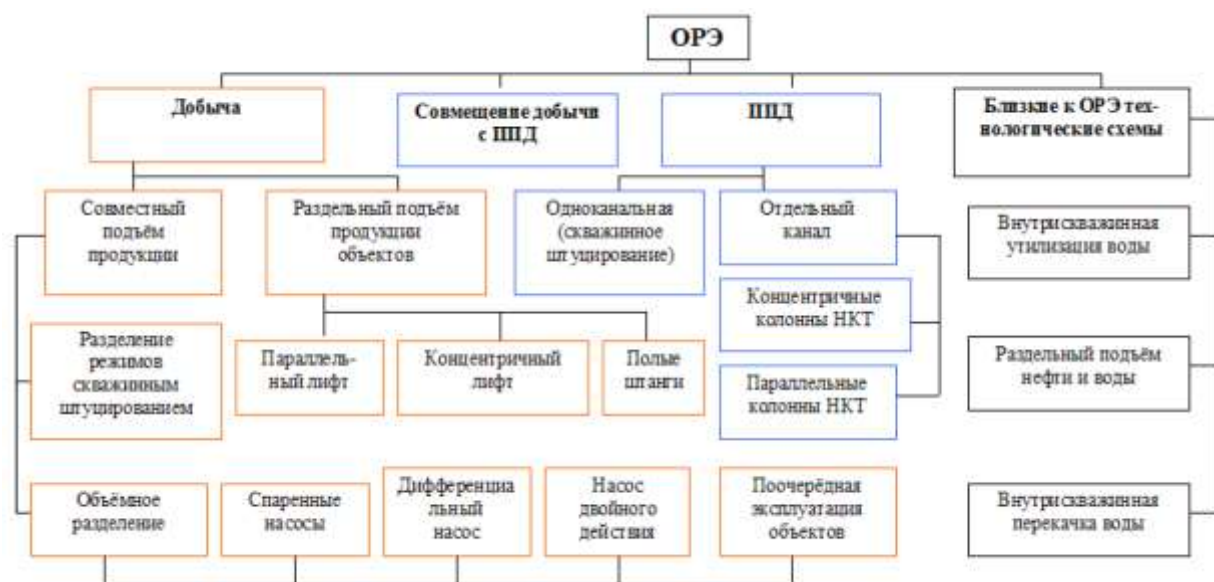 ОРЭ
Добыча
Совмещение добычи
с ППД
ППД
Близкие к ОРЭ тех-
нологические схемы
Совместный
подъём
продукции
Раздельный подъём
продукции
объектов
Одноканальная
(скважинное
штуцирование)
Отдельный
канал
Внутрискважинная
утилизация воды
Концентричные
колонны НКТ
Разделение
режимов
скважинным
штуцированием
Параллель-
ный лифт
Концентричный
лифт
Полые
штанги
Параллельные
колонны НКТ
Раздельный подъём
нефти и воды
Объёмное
разделение
Спаренные
насосы
Дифференциа
льный
насос
Насос
двойного
действия
Поочерёдная
эксплуатация
объектов
Внутрискважинная
перекачка воды